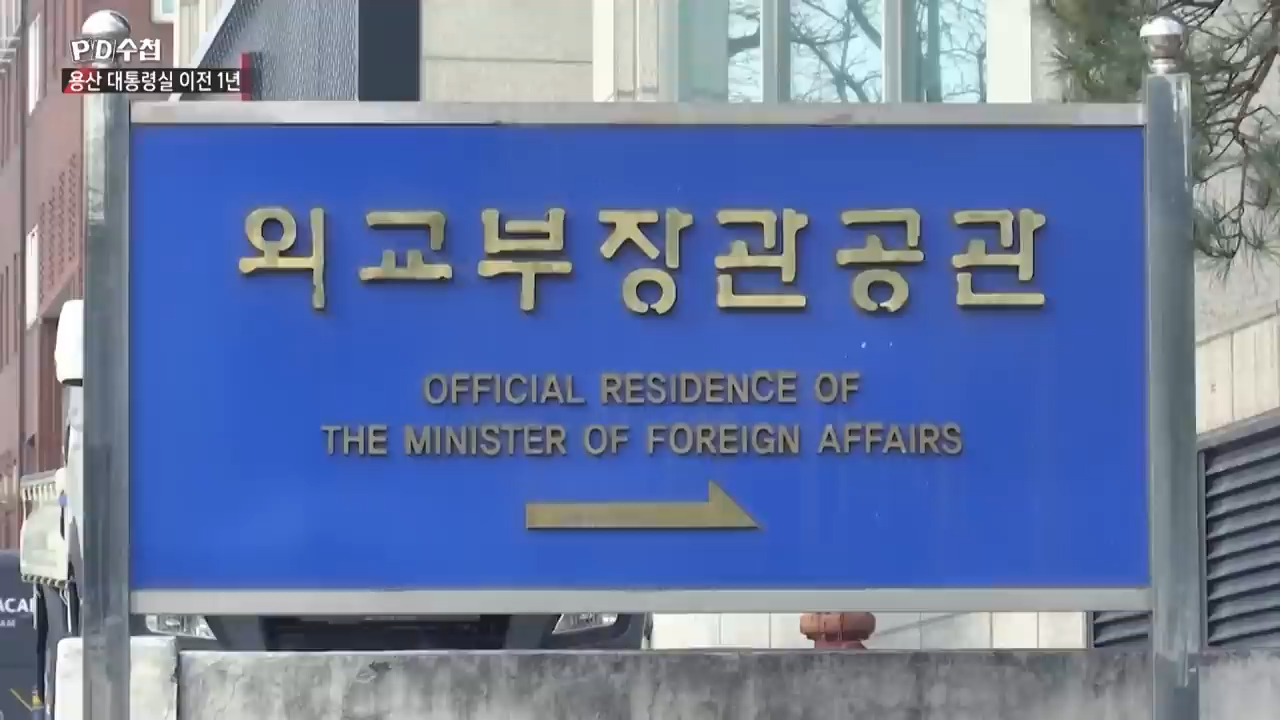 PD수첩
용산 대통령실 이전 1년
외교부장관공관
OFFICIAL RESIDENCE OF
THE MINISTER OF FOREIGN AFFAIRS